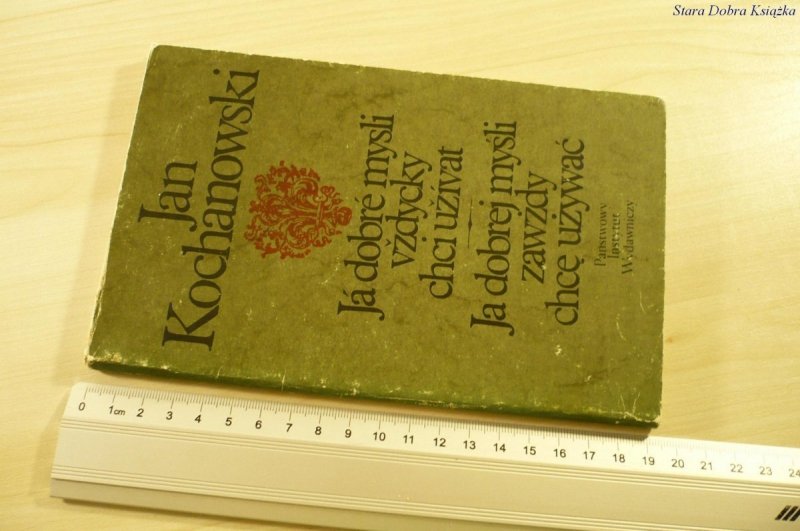 Stara Dobra Książka
Jan
Kochanowski
Já dobré mysli
vždycky
chci užívat
Ja dobrej myśli
zawżdy
chcę używać
Państwowy
Instytut
Wydawniczy
0 1cm 2 3 4 5 6 7 8 9 10 11 12 13 14 15 16 17 18 19 20 21 22 23 24